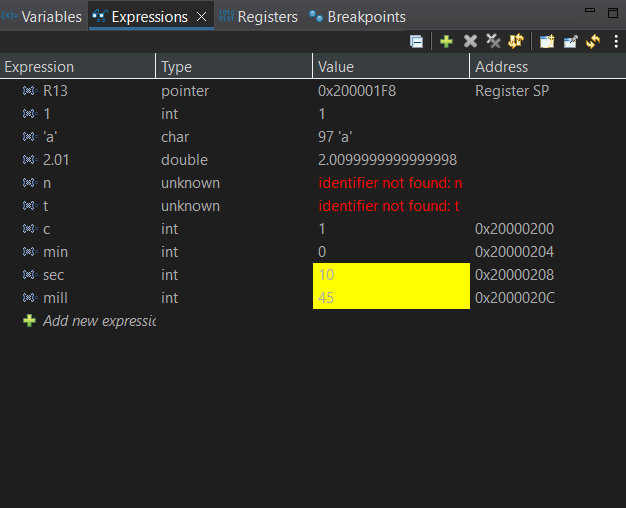 (x)= Variables Expressions Registers Breakpoints
Expression Type Value Address
R13 pointer 0x200001F8 Register SP
1 int 1
'a' char 97 'a'
2.01 double 2.0099999999999998
n unknown identifier not found: n
t unknown identifier not found: t
c int 1 0x20000200
min int 0 0x20000204
sec int 10 0x20000208
mill int 45 0x2000020C
Add new expressic